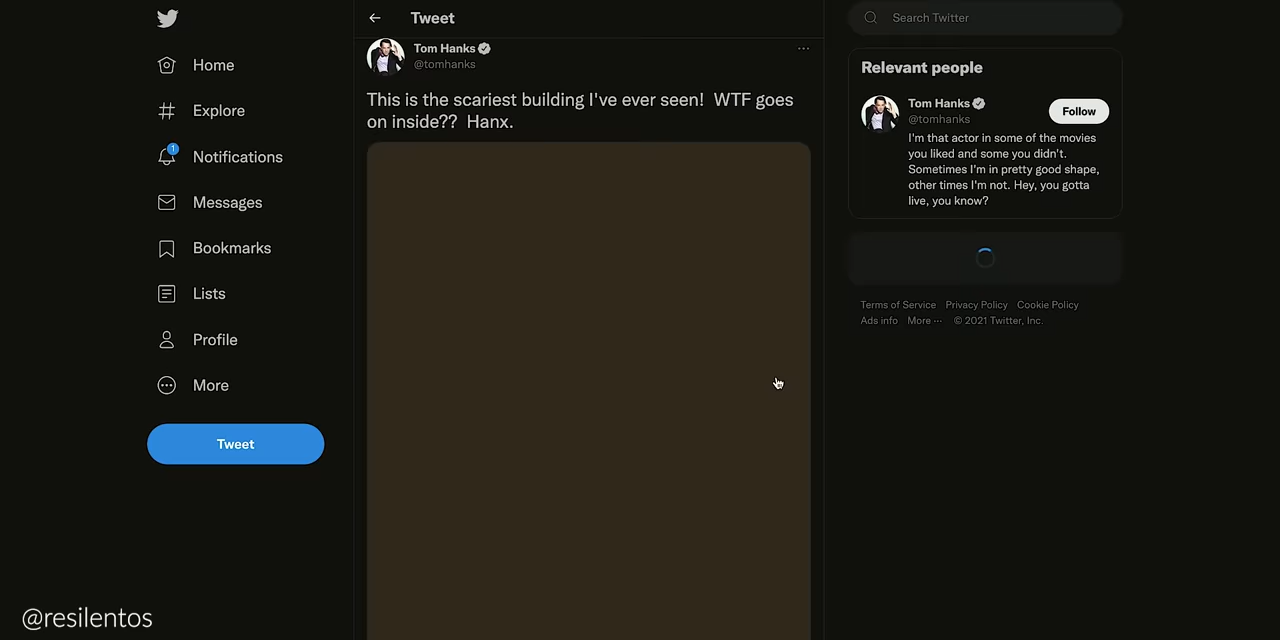 Home
Explore
1
Notifications
Messages
Bookmarks
Lists
Profile
More
Tweet
Tweet
Tom Hanks
@tomhanks
This is the scariest building I've ever seen!  WTF goes
on inside??  Hanx.
Search Twitter
Relevant people
Tom Hanks
@tomhanks
Follow
I'm that actor in some of the movies
you liked and some you didn't.
Sometimes I'm in pretty good shape,
other times I'm not. Hey, you gotta
live, you know?
Terms of Service Privacy Policy Cookie Policy
Ads info More ··· © 2021 Twitter, Inc.
@resilentos